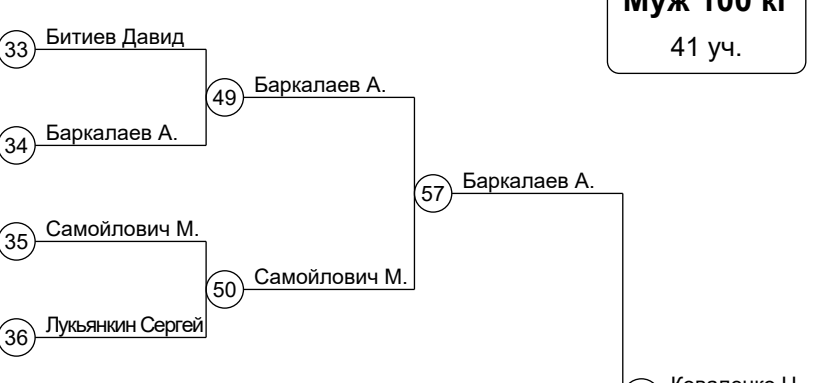 Муж 100 кг
41 уч.
33 Битиев Давид
49 Баркалаев А.
34 Баркалаев А.
57 Баркалаев А.
35 Самойлович М.
50 Самойлович М.
36 Лукьянкин Сергей